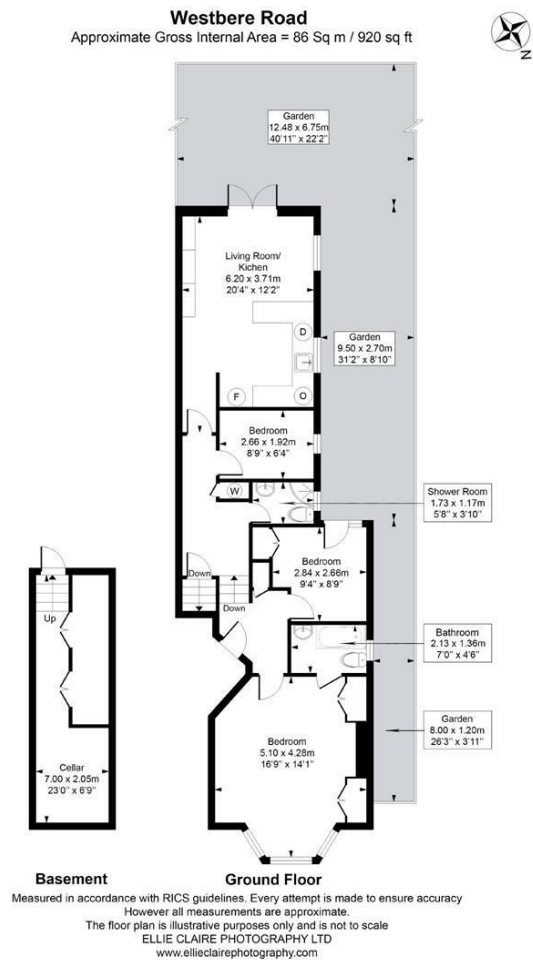 Westbere Road
Approximate Gross Internal Area = 86 Sq m / 920 sq ft
N
Garden
12.48 x 6.75m
40'11" x 22'2"
Living Room/
Kichen
6.20 x 3.71m
20'4" x 12'2"
D
Garden
9.50 x 2.70m
31'2" x 8'10"
F
O
Bedroom
2.66 x 1.92m
8'9" x 6'4"
W
Shower Room
1.73 x 1.17m
5'8" x 3'10"
Bedroom
2.84 x 2.66m
9'4" x 8'9"
Down
Down
Up
Bathroom
2.13 x 1.36m
7'0" x 4'6"
Garden
8.00 x 1.20m
26'3" x 3'11"
Bedroom
5.10 x 4.28m
16'9" x 14'1"
Cellar
7.00 x 2.05m
23'0" x 6'9"
Basement
Ground Floor
Measured in accordance with RICS guidelines. Every attempt is made to ensure accuracy
However all measurements are approximate.
The floor plan is illustrative purposes only and is not to scale
ELLIE CLAIRE PHOTOGRAPHY LTD
www.ellieclairephotography.com